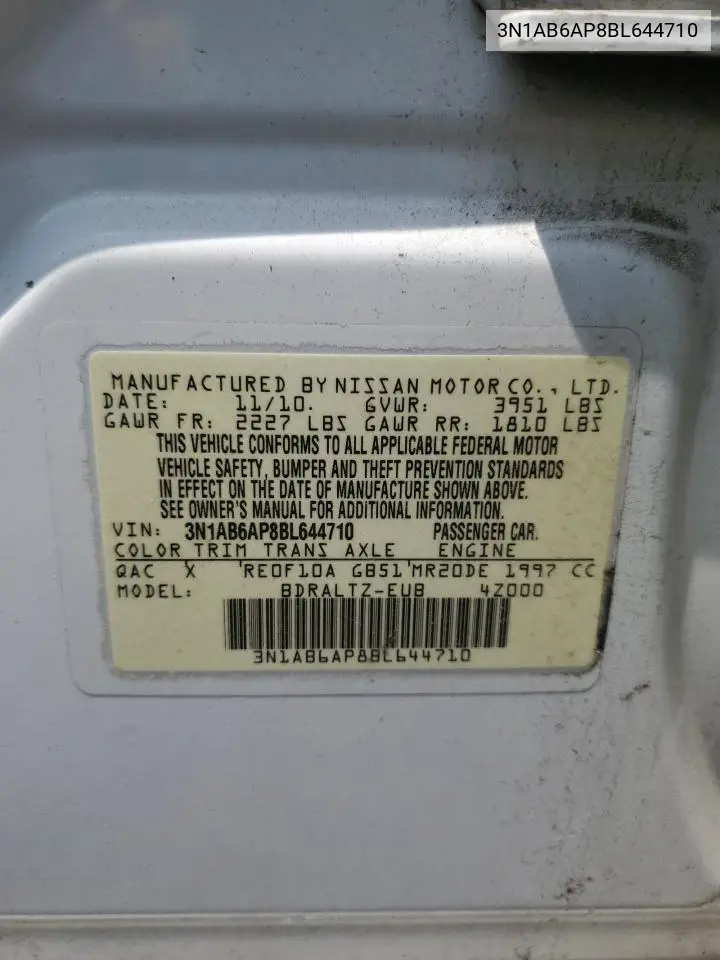 3N1AB6AP8BL644710
MANUFACTURED BY NISSAN MOTOR CO., LTD.
DATE: 11/10. GVWR: 3951 LBS
GAWR FR: 2227 LBS GAWR RR: 1810 LBS
THIS VEHICLE CONFORMS TO ALL APPLICABLE FEDERAL MOTOR
VEHICLE SAFETY, BUMPER AND THEFT PREVENTION STANDARDS
IN EFFECT ON THE DATE OF MANUFACTURE SHOWN ABOVE.
SEE OWNER'S MANUAL FOR ADDITIONAL INFORMATION.
VIN: 3N1AB6AP8BL644710 PASSENGER CAR.
COLOR TRIM TRANS AXLE ENGINE
QAC X 'RE0F10A GB51'MR20DE 1997 CC
MODEL: BDRALTZ-EUB 4Z000
3N1AB6AP8BL644710